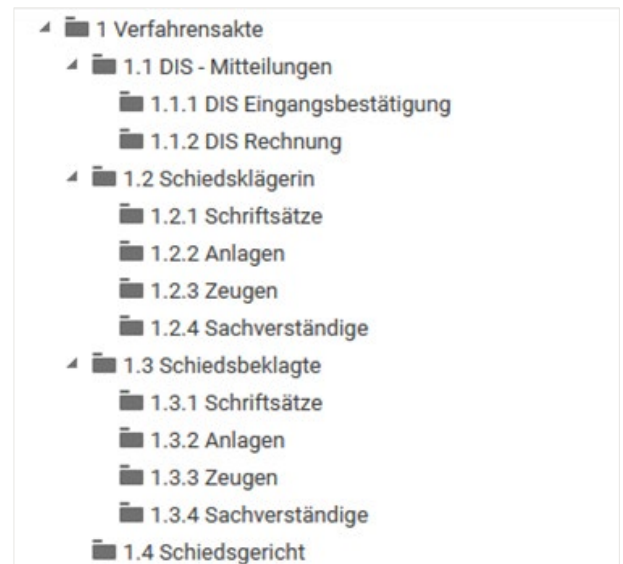 1 Verfahrensakte
1.1 DIS - Mitteilungen
1.1.1 DIS Eingangsbestätigung
1.1.2 DIS Rechnung
1.2 Schiedsklägerin
1.2.1 Schriftsätze
1.2.2 Anlagen
1.2.3 Zeugen
1.2.4 Sachverständige
1.3 Schiedsbeklagte
1.3.1 Schriftsätze
1.3.2 Anlagen
1.3.3 Zeugen
1.3.4 Sachverständige
1.4 Schiedsgericht